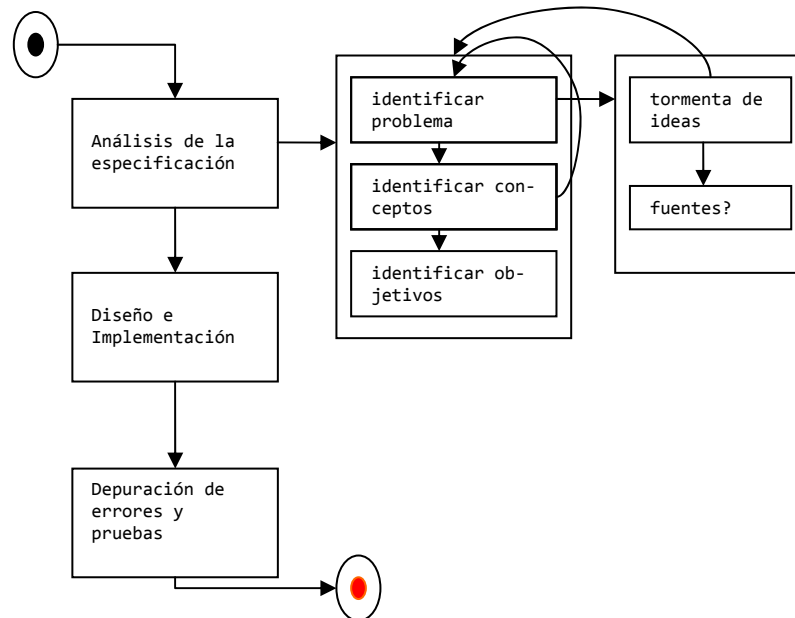 Análisis de la
especificación
Diseño e
Implementación
Depuración de
errores y
pruebas
identificar
problema
identificar con-
ceptos
identificar ob-
jetivos
tormenta de
ideas
fuentes?